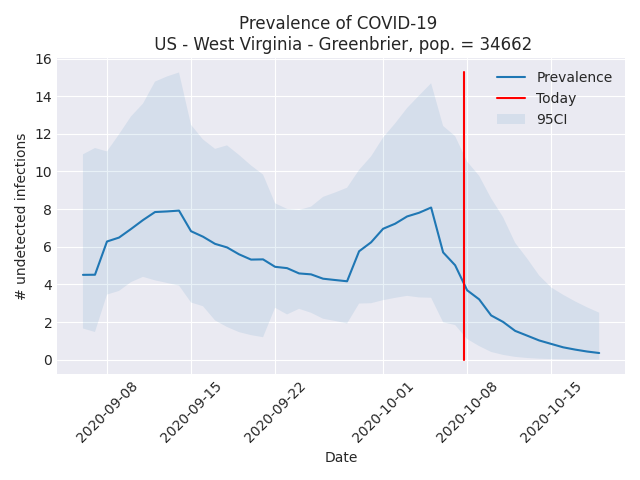 Prevalence of COVID-19
US - West Virginia - Greenbrier, pop. = 34662
# undetected infections
16
14
12
10
8
6
4
2
0
Prevalence
Today
95CI
2020-09-08
2020-09-15
2020-09-22
2020-10-01
2020-10-08
2020-10-15
Date